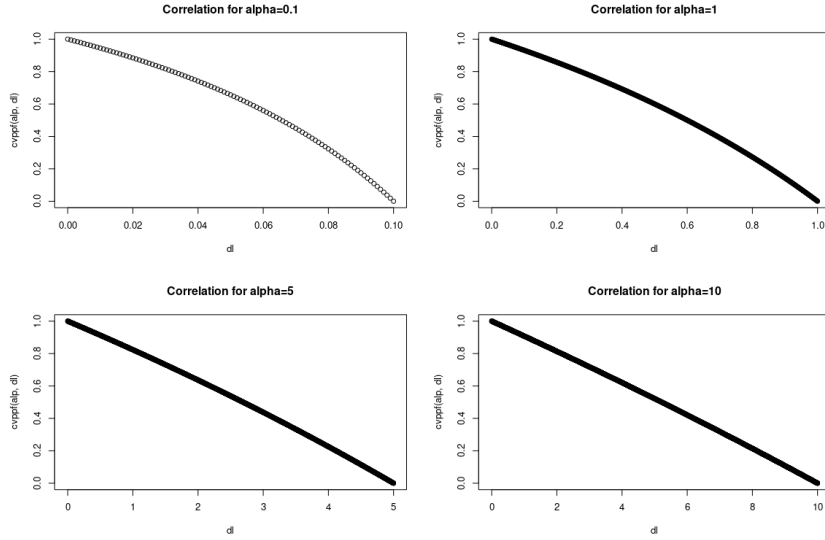 Correlation for alpha=0.1
cvppf(alp, dl)
0.0 0.2 0.4 0.6 0.8 1.0
0.00 0.02 0.04 0.06 0.08 0.10
dl
Correlation for alpha=1
cvppf(alp, dl)
0.0 0.2 0.4 0.6 0.8 1.0
0.0 0.2 0.4 0.6 0.8 1.0
dl
Correlation for alpha=5
cvppf(alp, dl)
0.0 0.2 0.4 0.6 0.8 1.0
0 1 2 3 4 5
dl
Correlation for alpha=10
cvppf(alp, dl)
0.0 0.2 0.4 0.6 0.8 1.0
0 2 4 6 8 10
dl